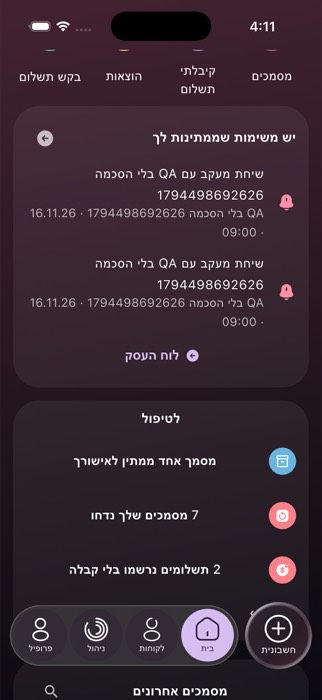 4:11
מסמכים
קיבלתי
תשלום
הוצאות
בקש תשלום
יש משימות שממתינות לך
שיחת מעקב עם QA בלי הסכמה
1794498692626
QA בלי הסכמה 1794498692626 · 16.11.26
· 09:00
שיחת מעקב עם QA בלי הסכמה
1794498692626
QA בלי הסכמה 1794498692626 · 16.11.26
· 09:00
לוח העסק
לטיפול
מסמך אחד ממתין לאישורך
7 מסמכים שלך נדחו
2 תשלומים נרשמו בלי קבלה
חשבונית
בית
לקוחות
ניהול
פרופיל
מסמכים אחרונים